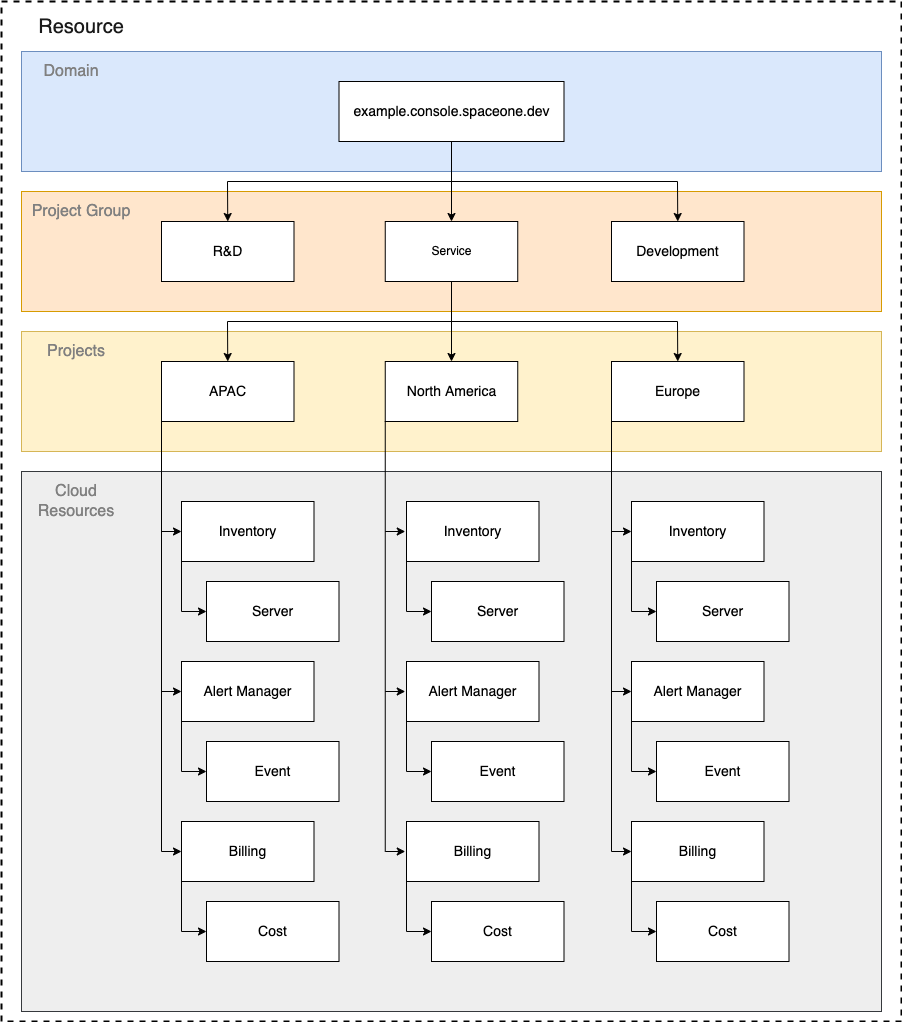 Resource
Domain
example.console.spaceone.dev
Project Group
R&D
Service
Development
Projects
APAC
North America
Europe
Cloud
Resources
Inventory
Inventory
Inventory
Server
Server
Server
Alert Manager
Alert Manager
Alert Manager
Event
Event
Event
Billing
Billing
Billing
Cost
Cost
Cost